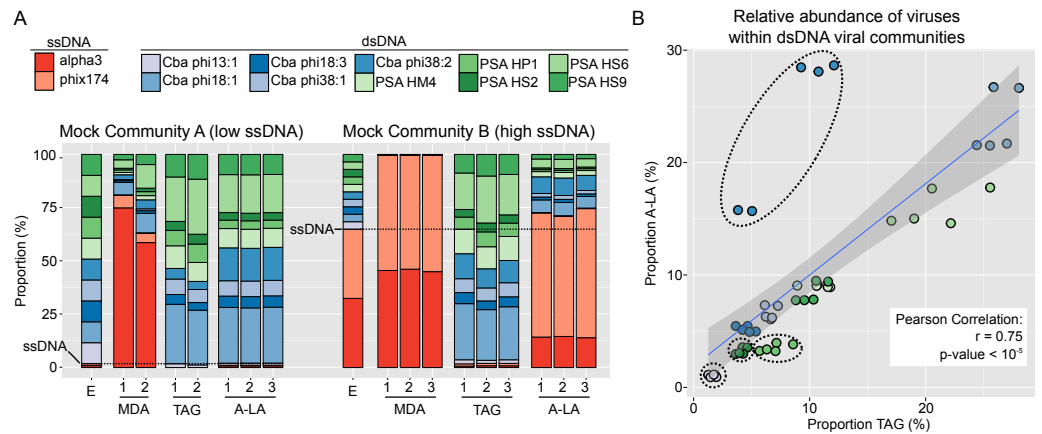 A
ssDNA
dsDNA
alpha3
phix174
Cba phi13:1
Cba phi18:1
Cba phi18:3
Cba phi38:1
Cba phi38:2
PSA HM4
PSA HP1
PSA HS2
PSA HS6
PSA HS9
Mock Community A (low ssDNA)
Mock Community B (high ssDNA)
Proportion (%)
100
75
50
25
0
ssDNA
ssDNA
E
1 2
1 2
1 2 3
MDA
TAG
A-LA
E
1 2 3
1 2 3
1 2 3
MDA
TAG
A-LA
B
Relative abundance of viruses
within dsDNA viral communities
Proportion A-LA (%)
30
20
10
0
Pearson Correlation:
r = 0.75
p-value < 10⁻⁵
0
10
20
Proportion TAG (%)